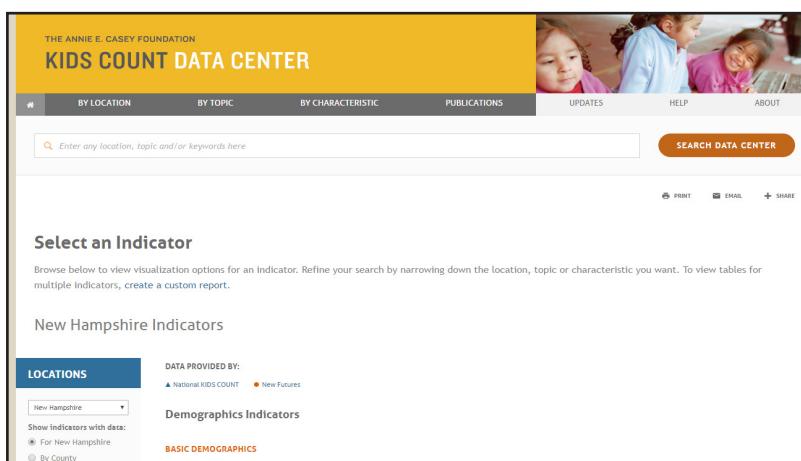 THE ANNIE E. CASEY FOUNDATION
KIDS COUNT DATA CENTER
BY LOCATION BY TOPIC BY CHARACTERISTIC PUBLICATIONS UPDATES HELP ABOUT
Enter any location, topic and/or keywords here SEARCH DATA CENTER
PRINT EMAIL SHARE
Select an Indicator
Browse below to view visualization options for an indicator. Refine your search by narrowing down the location, topic or characteristic you want. To view tables for
multiple indicators, create a custom report.
New Hampshire Indicators
LOCATIONS
DATA PROVIDED BY:
National KIDS COUNT New Futures
New Hampshire
Demographics Indicators
Show indicators with data:
For New Hampshire
BASIC DEMOGRAPHICS
By County